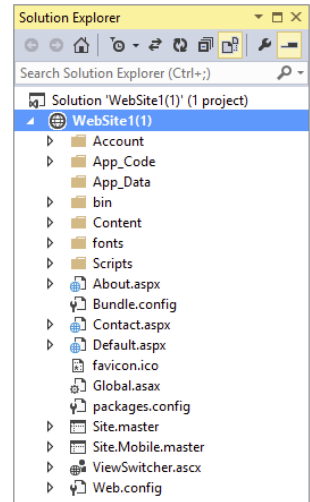 Solution Explorer
Search Solution Explorer (Ctrl+;)
Solution 'WebSite1(1)' (1 project)
WebSite1(1)
Account
App_Code
App_Data
bin
Content
fonts
Scripts
About.aspx
Bundle.config
Contact.aspx
Default.aspx
favicon.ico
Global.asax
packages.config
Site.master
Site.Mobile.master
ViewSwitcher.ascx
Web.config